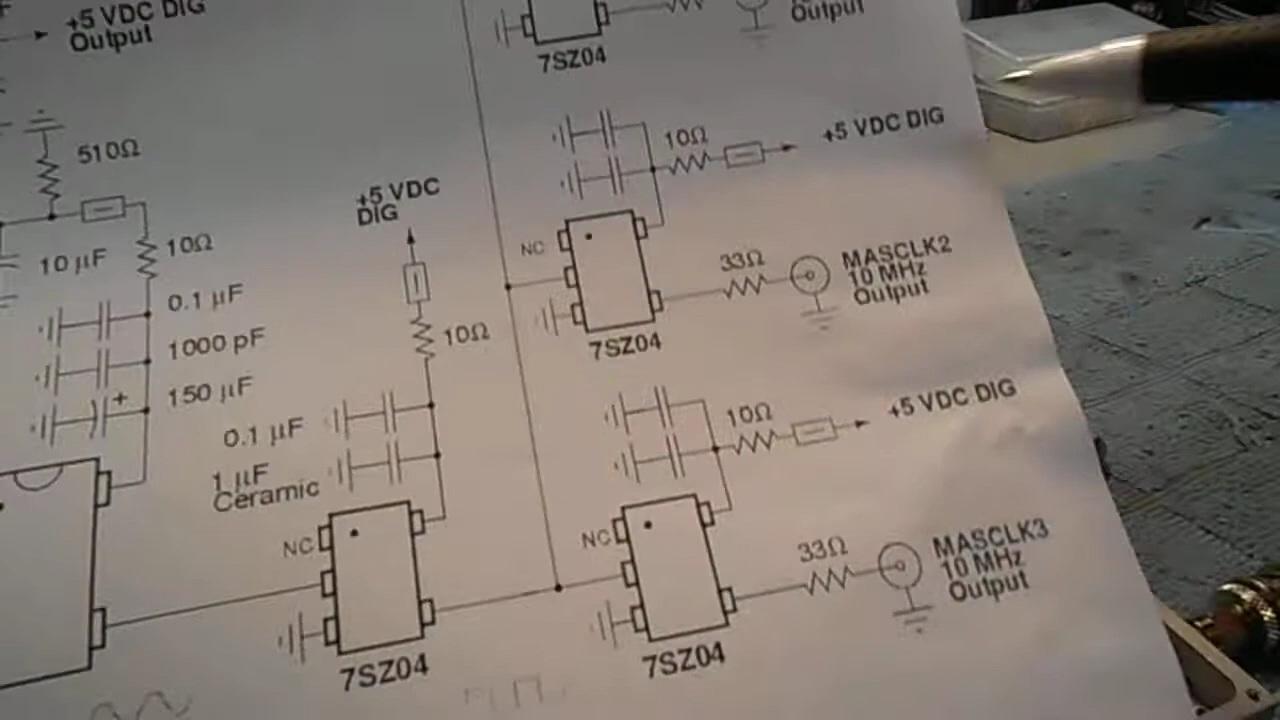 +5 VDC DIG
Output
Output
7SZ04
510Ω
10Ω
+5 VDC DIG
+5 VDC
DIG
10Ω
10 µF
NC
33Ω
MASCLK2
10 MHz
Output
0.1 µF
10Ω
1000 pF
7SZ04
150 µF
+
10Ω
+5 VDC DIG
0.1 µF
1 µF
Ceramic
NC
NC
33Ω
MASCLK3
10 MHz
Output
7SZ04
7SZ04